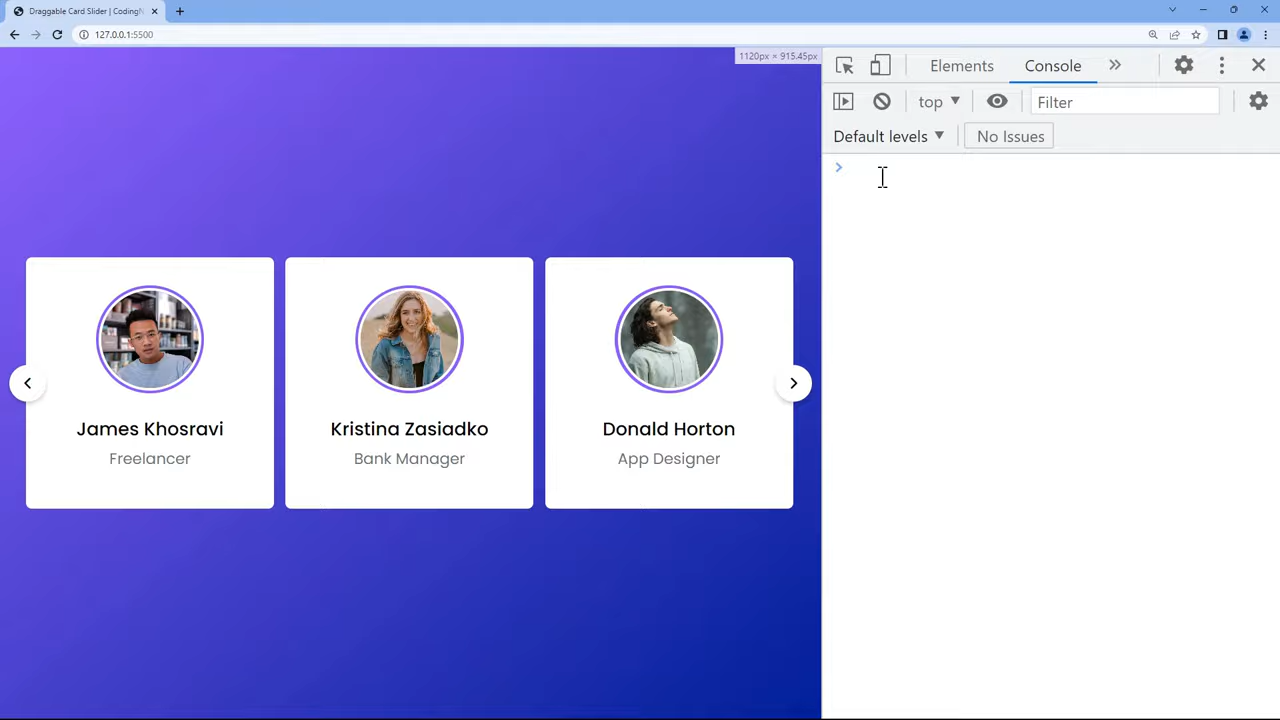 Draggable Card Slider | CodingN
127.0.0.1:5500
1120px × 915.45px
Elements
Console
top
Filter
Default levels
No Issues
James Khosravi
Freelancer
Kristina Zasiadko
Bank Manager
Donald Horton
App Designer